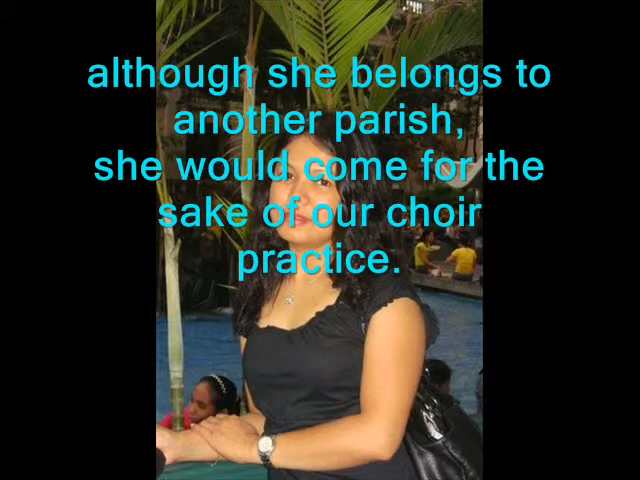 although she belongs to
another parish,
she would come for the
sake of our choir
practice.